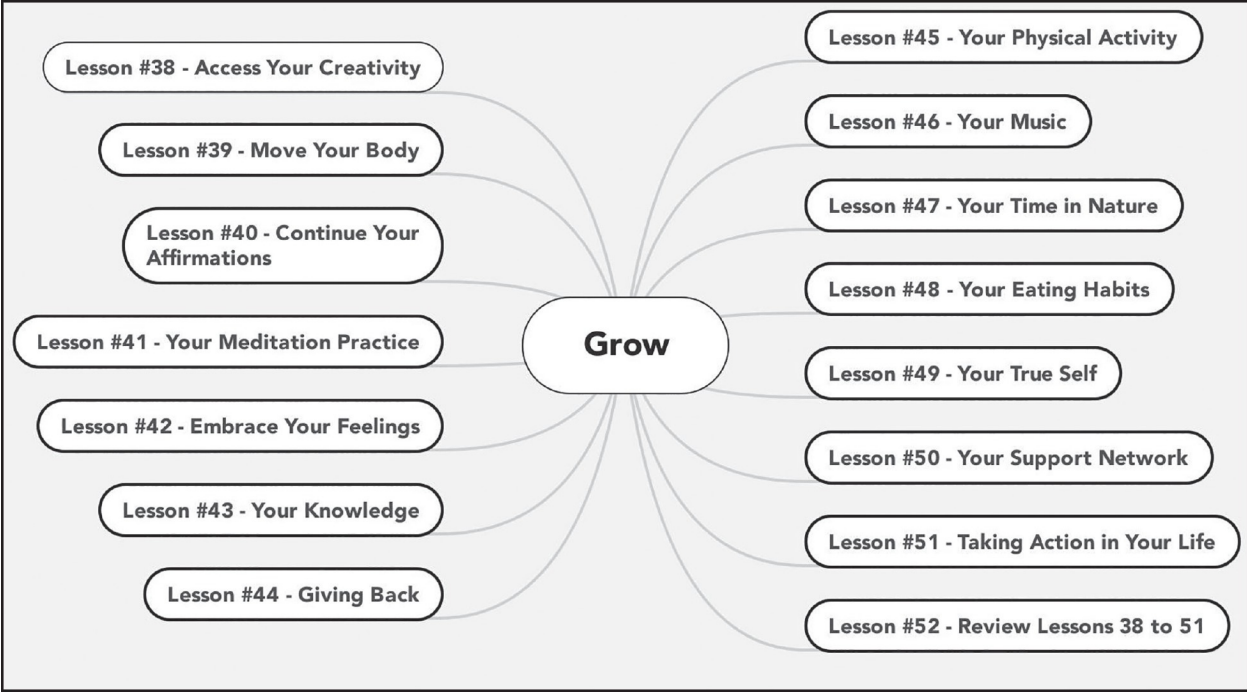 Lesson #38 - Access Your Creativity
Lesson #39 - Move Your Body
Lesson #40 - Continue Your
Affirmations
Lesson #41 - Your Meditation Practice
Lesson #42 - Embrace Your Feelings
Lesson #43 - Your Knowledge
Lesson #44 - Giving Back
Grow
Lesson #45 - Your Physical Activity
Lesson #46 - Your Music
Lesson #47 - Your Time in Nature
Lesson #48 - Your Eating Habits
Lesson #49 - Your True Self
Lesson #50 - Your Support Network
Lesson #51 - Taking Action in Your Life
Lesson #52 - Review Lessons 38 to 51